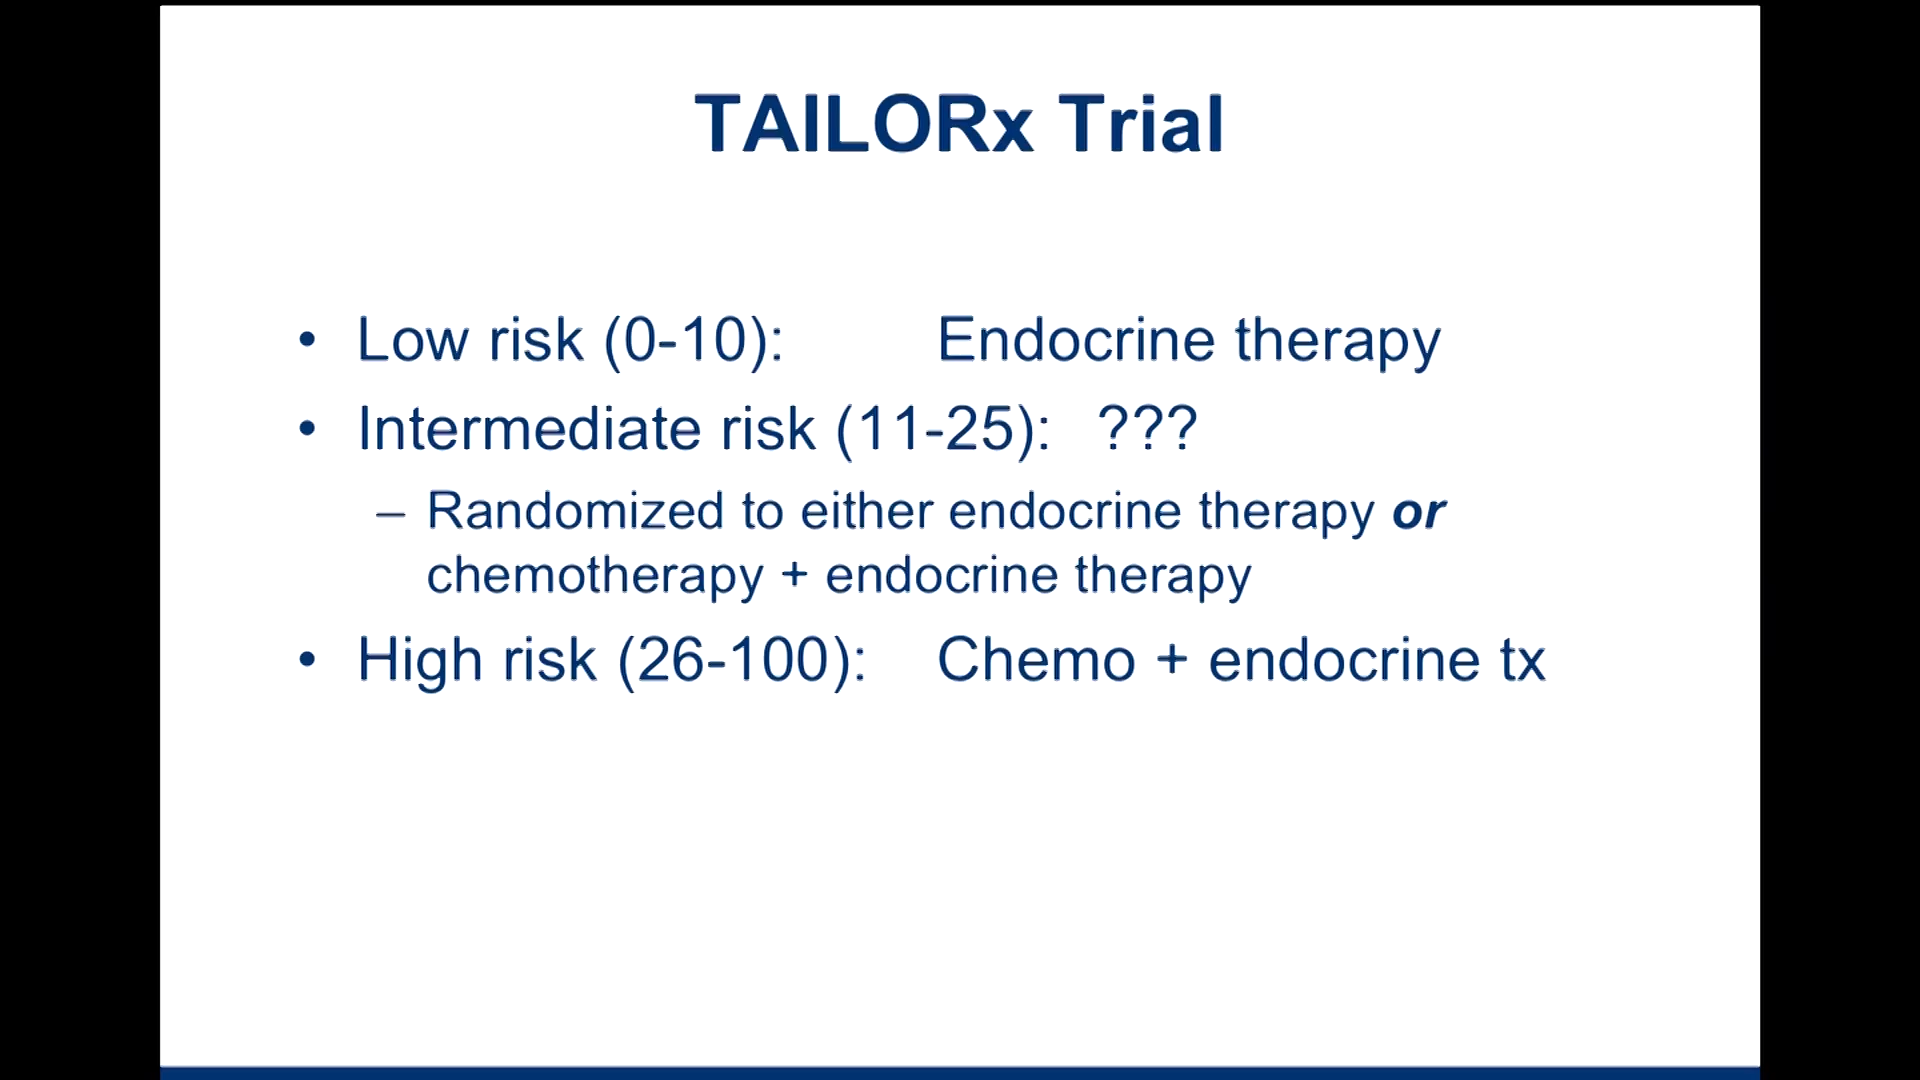 TAILORx Trial
• Low risk (0-10): Endocrine therapy
• Intermediate risk (11-25): ???
– Randomized to either endocrine therapy or
chemotherapy + endocrine therapy
• High risk (26-100): Chemo + endocrine tx